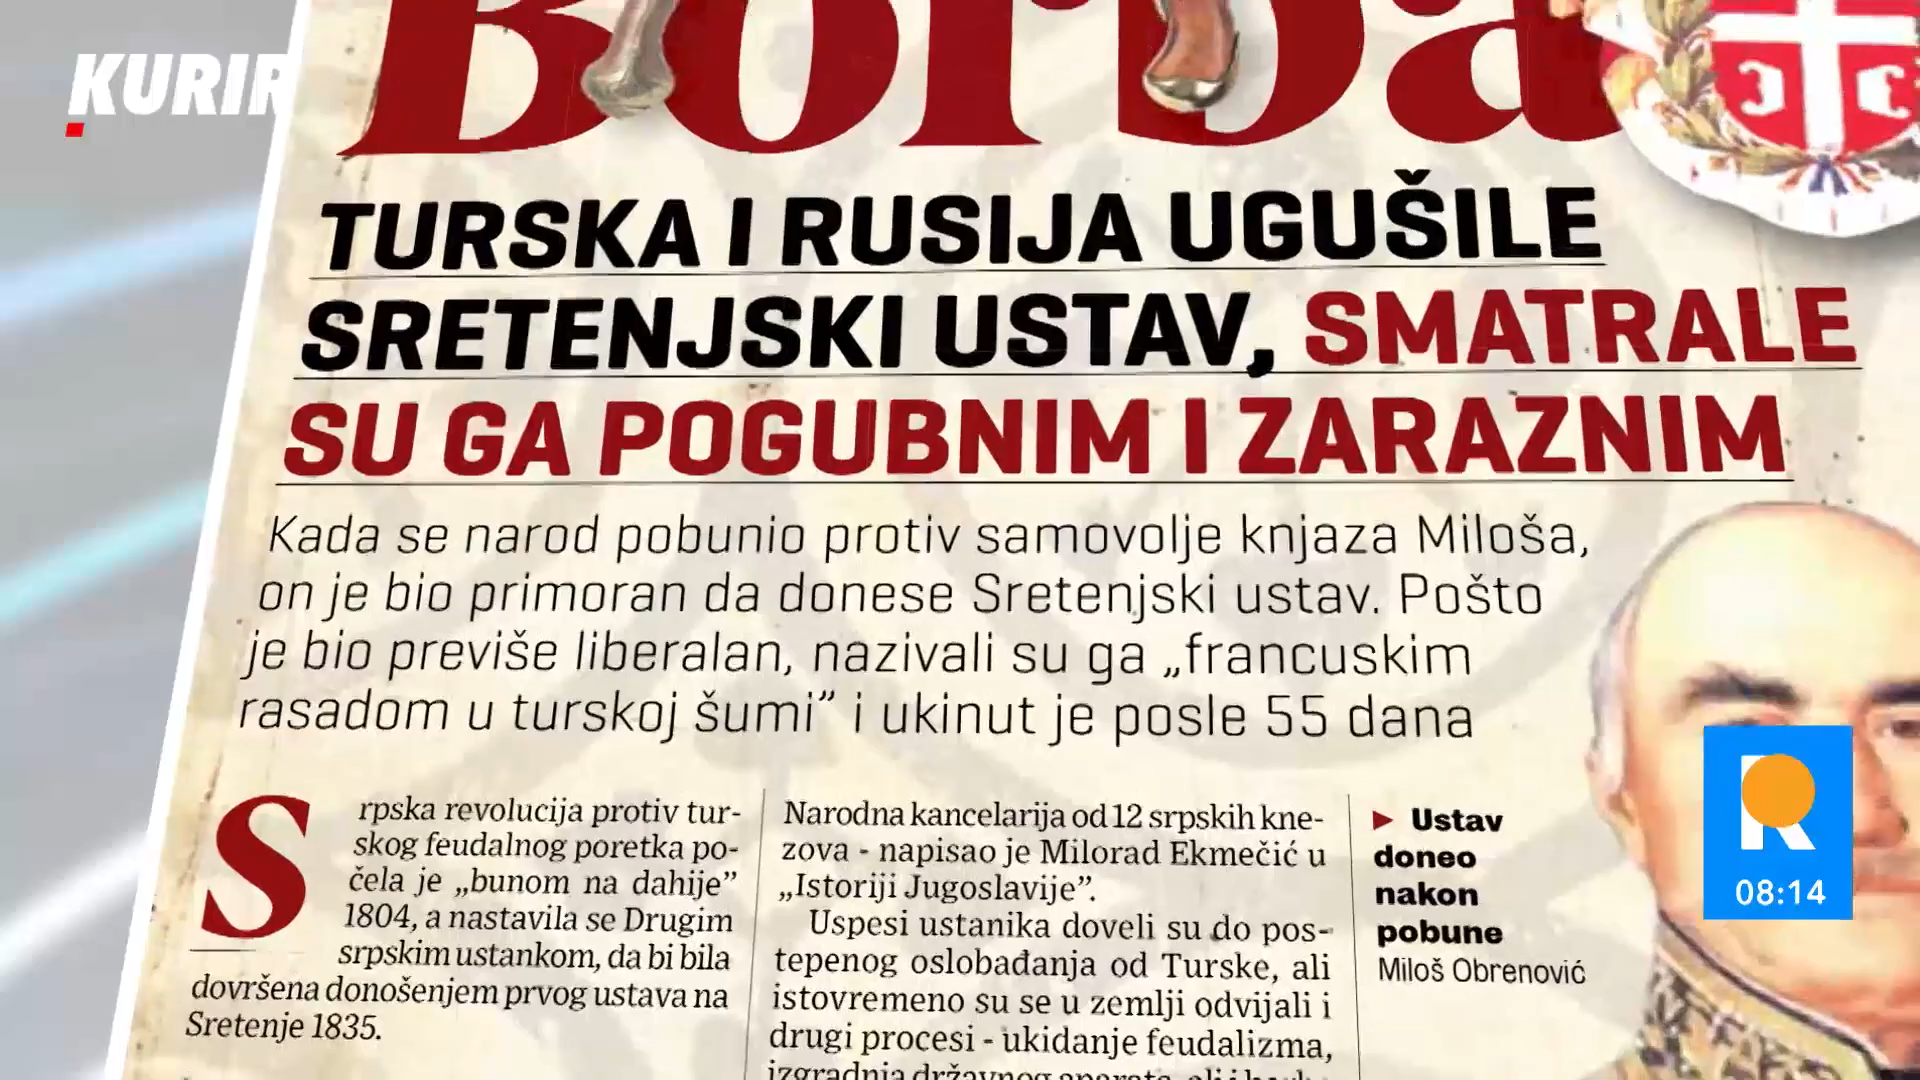 KURIR
Borba
TURSKA I RUSIJA UGUŠILE
SRETENJSKI USTAV, SMATRALE
SU GA POGUBNIM I ZARAZNIM
Kada se narod pobunio protiv samovolje knjaza Miloša,
on je bio primoran da donese Sretenjski ustav. Pošto
je bio previše liberalan, nazivali su ga „francuskim
rasadom u turskoj šumi” i ukinut je posle 55 dana
Srpska revolucija protiv tur-
skog feudalnog poretka po-
čela je „bunom na dahije”
1804, a nastavila se Drugim
srpskim ustankom, da bi bila
dovršena donošenjem prvog ustava na
Sretenje 1835.
Narodna kancelarija od 12 srpskih kne-
zova - napisao je Milorad Ekmečić u
„Istoriji Jugoslavije”.
Uspesi ustanika doveli su do pos-
tepenog oslobađanja od Turske, ali
istovremeno su se u zemlji odvijali i
drugi procesi - ukidanje feudalizma,
izgradnja državnog
► Ustav
doneo
nakon
pobune
Miloš Obrenović
R
08:14